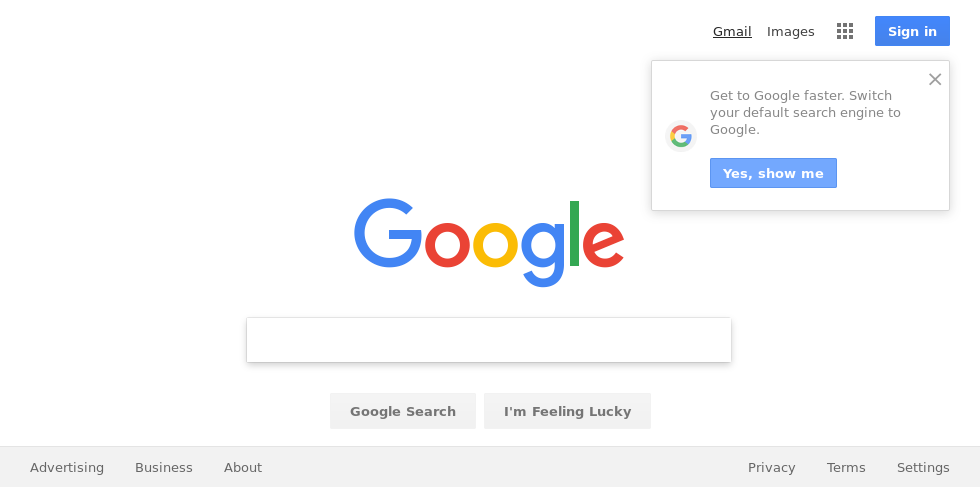 Gmail Images Sign in
Get to Google faster. Switch
your default search engine to
Google.
Yes, show me
Google
Google Search I'm Feeling Lucky
Advertising Business About Privacy Terms Settings